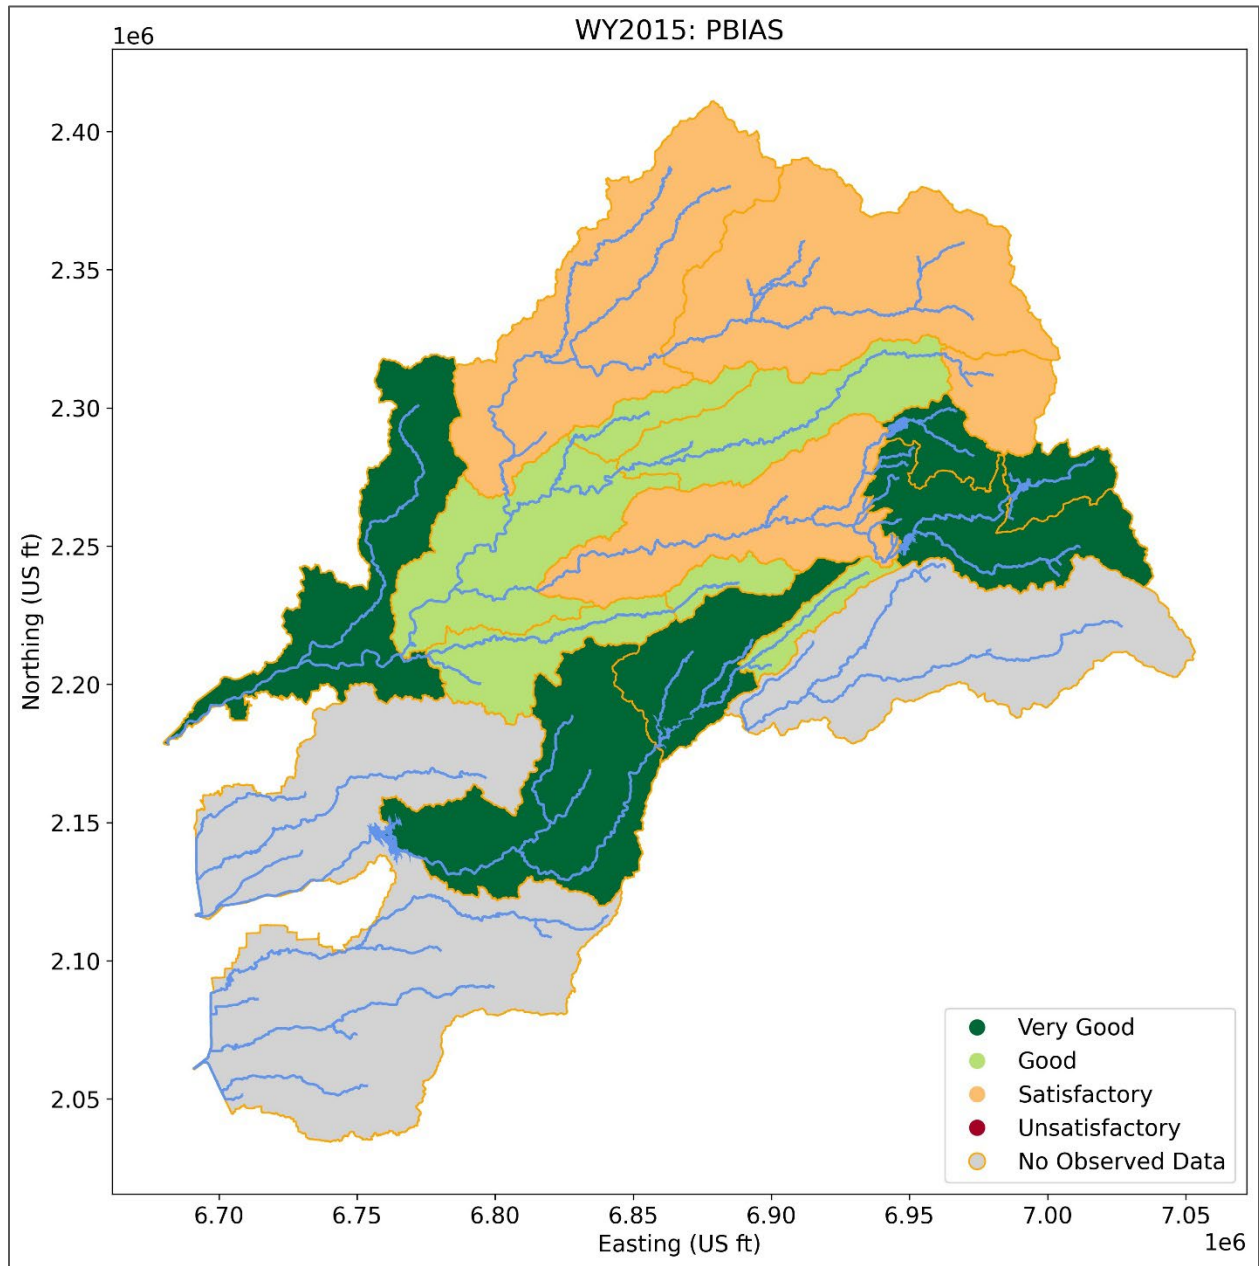 WY2015: PBIAS
1e6
2.40
2.35
2.30
2.25
2.20
2.15
2.10
2.05
Northing (US ft)
Very Good
Good
Satisfactory
Unsatisfactory
No Observed Data
6.70 6.75 6.80 6.85 6.90 6.95 7.00 7.05
Easting (US ft)
1e6